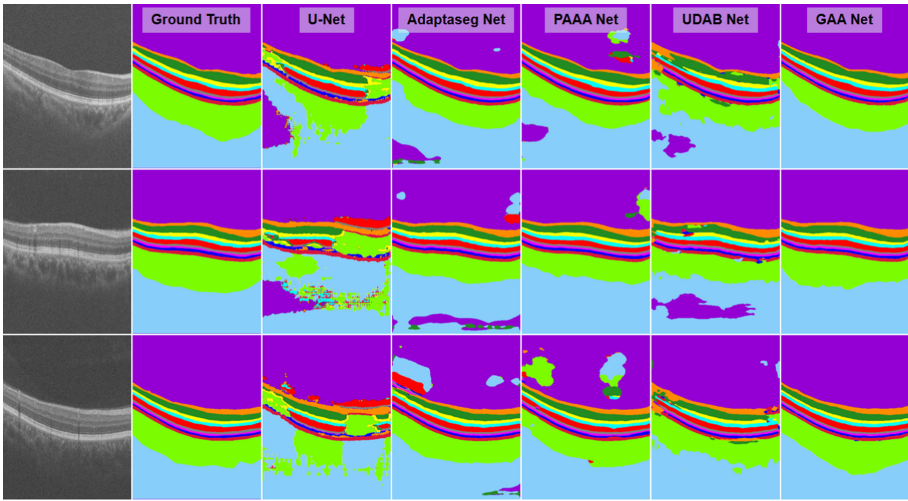 Ground Truth
U-Net
Adaptaseg Net
PAAA Net
UDAB Net
GAA Net